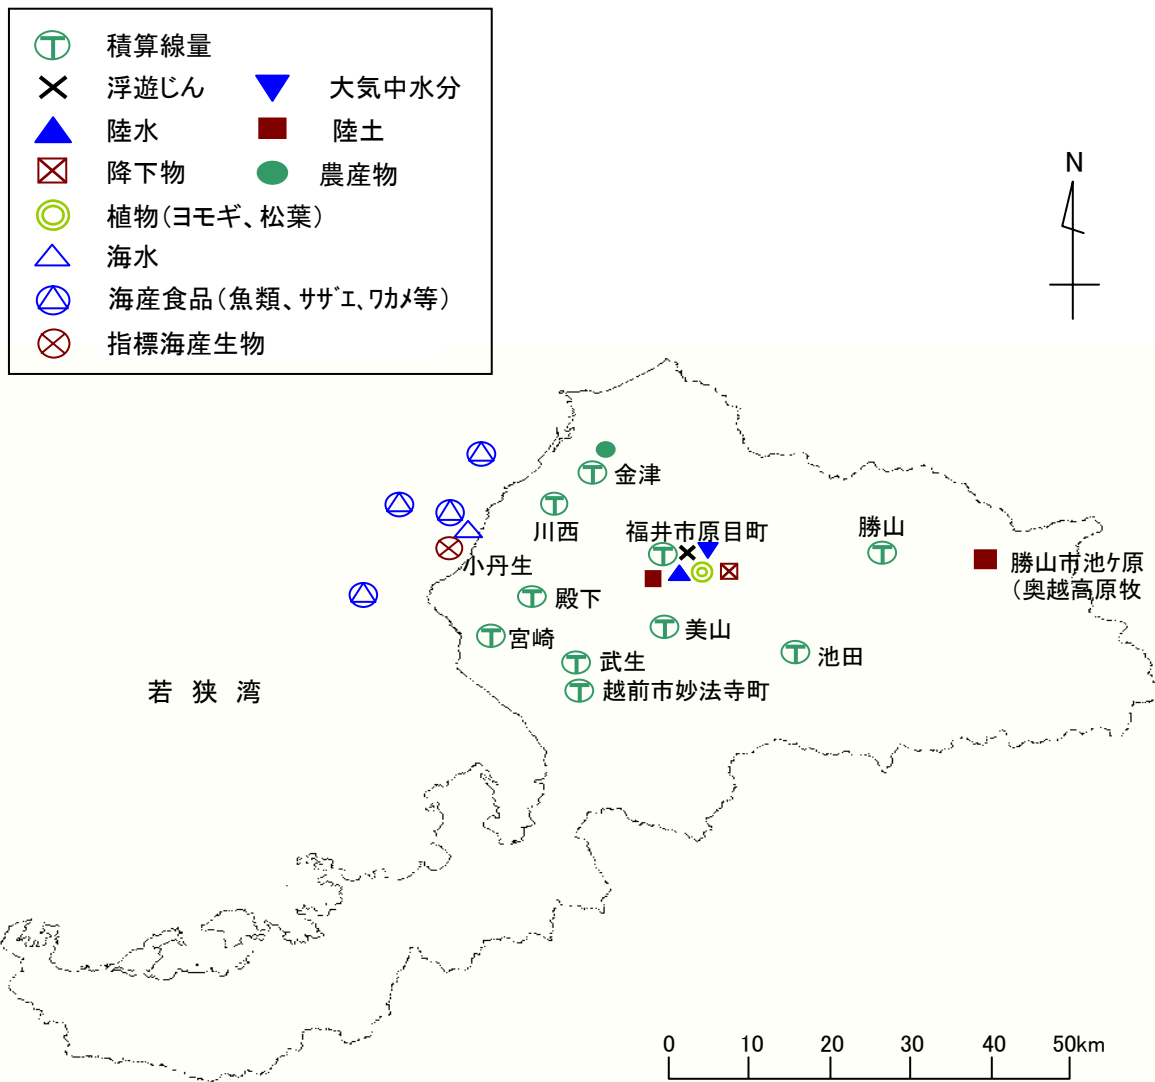 積算線量
浮遊じん
大気中水分
陸水
陸土
降下物
農産物
植物(ヨモギ、松葉)
海水
海産食品(魚類、ｻｻﾞｴ､ﾜｶﾒ等)
指標海産生物
N
金津
川西
福井市原目町
勝山
勝山市池ｹ原
(奥越高原牧
小丹生
殿下
宮崎
美山
武生
池田
越前市妙法寺町
若 狭 湾
0 10 20 30 40 50km